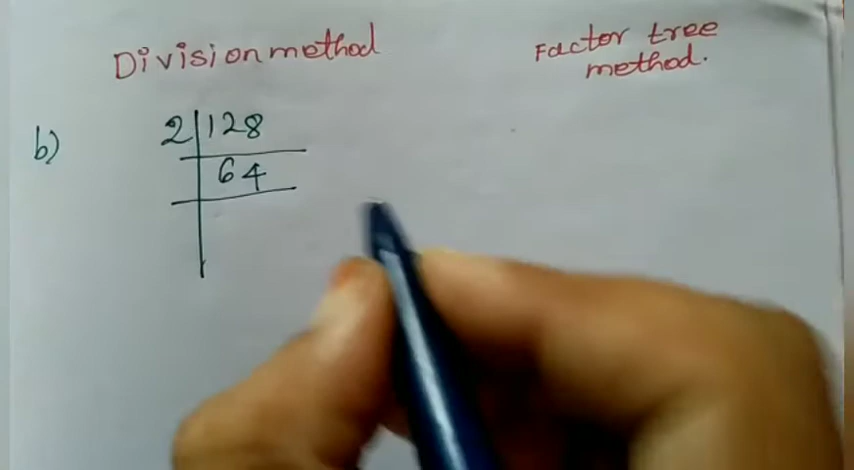 Division method
Factor tree
method.
b) 2 128
64